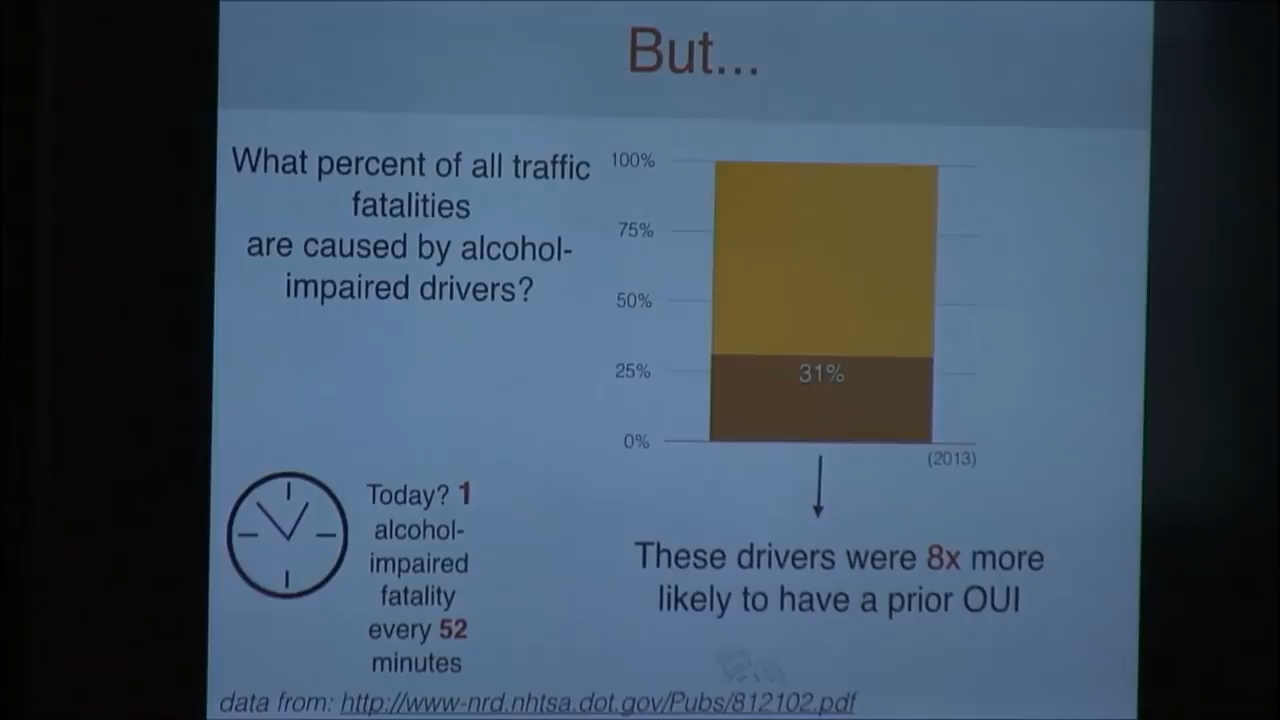 But...
What percent of all traffic
fatalities
are caused by alcohol-
impaired drivers?
100%
75%
50%
25%
0%
31%
(2013)
Today? 1
alcohol-
impaired
fatality
every 52
minutes
These drivers were 8x more
likely to have a prior OUI
data from: http://www-nrd.nhtsa.dot.gov/Pubs/812102.pdf